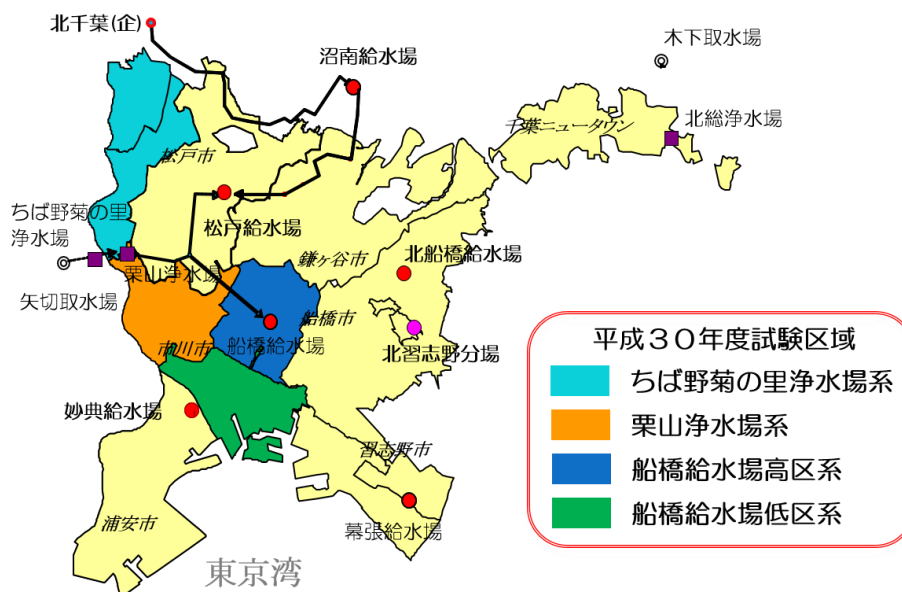 北千葉(企)
沼南給水場
木下取水場
千葉ニュータウン
北総浄水場
松戸市
ちば野菊の里
浄水場
松戸給水場
矢切取水場
栗山浄水場
鎌ヶ谷市
北船橋給水場
船橋市
市川市
船橋給水場
北習志野分場
妙典給水場
習志野市
幕張給水場
浦安市
東京湾
平成30年度試験区域
ちば野菊の里浄水場系
栗山浄水場系
船橋給水場高区系
船橋給水場低区系